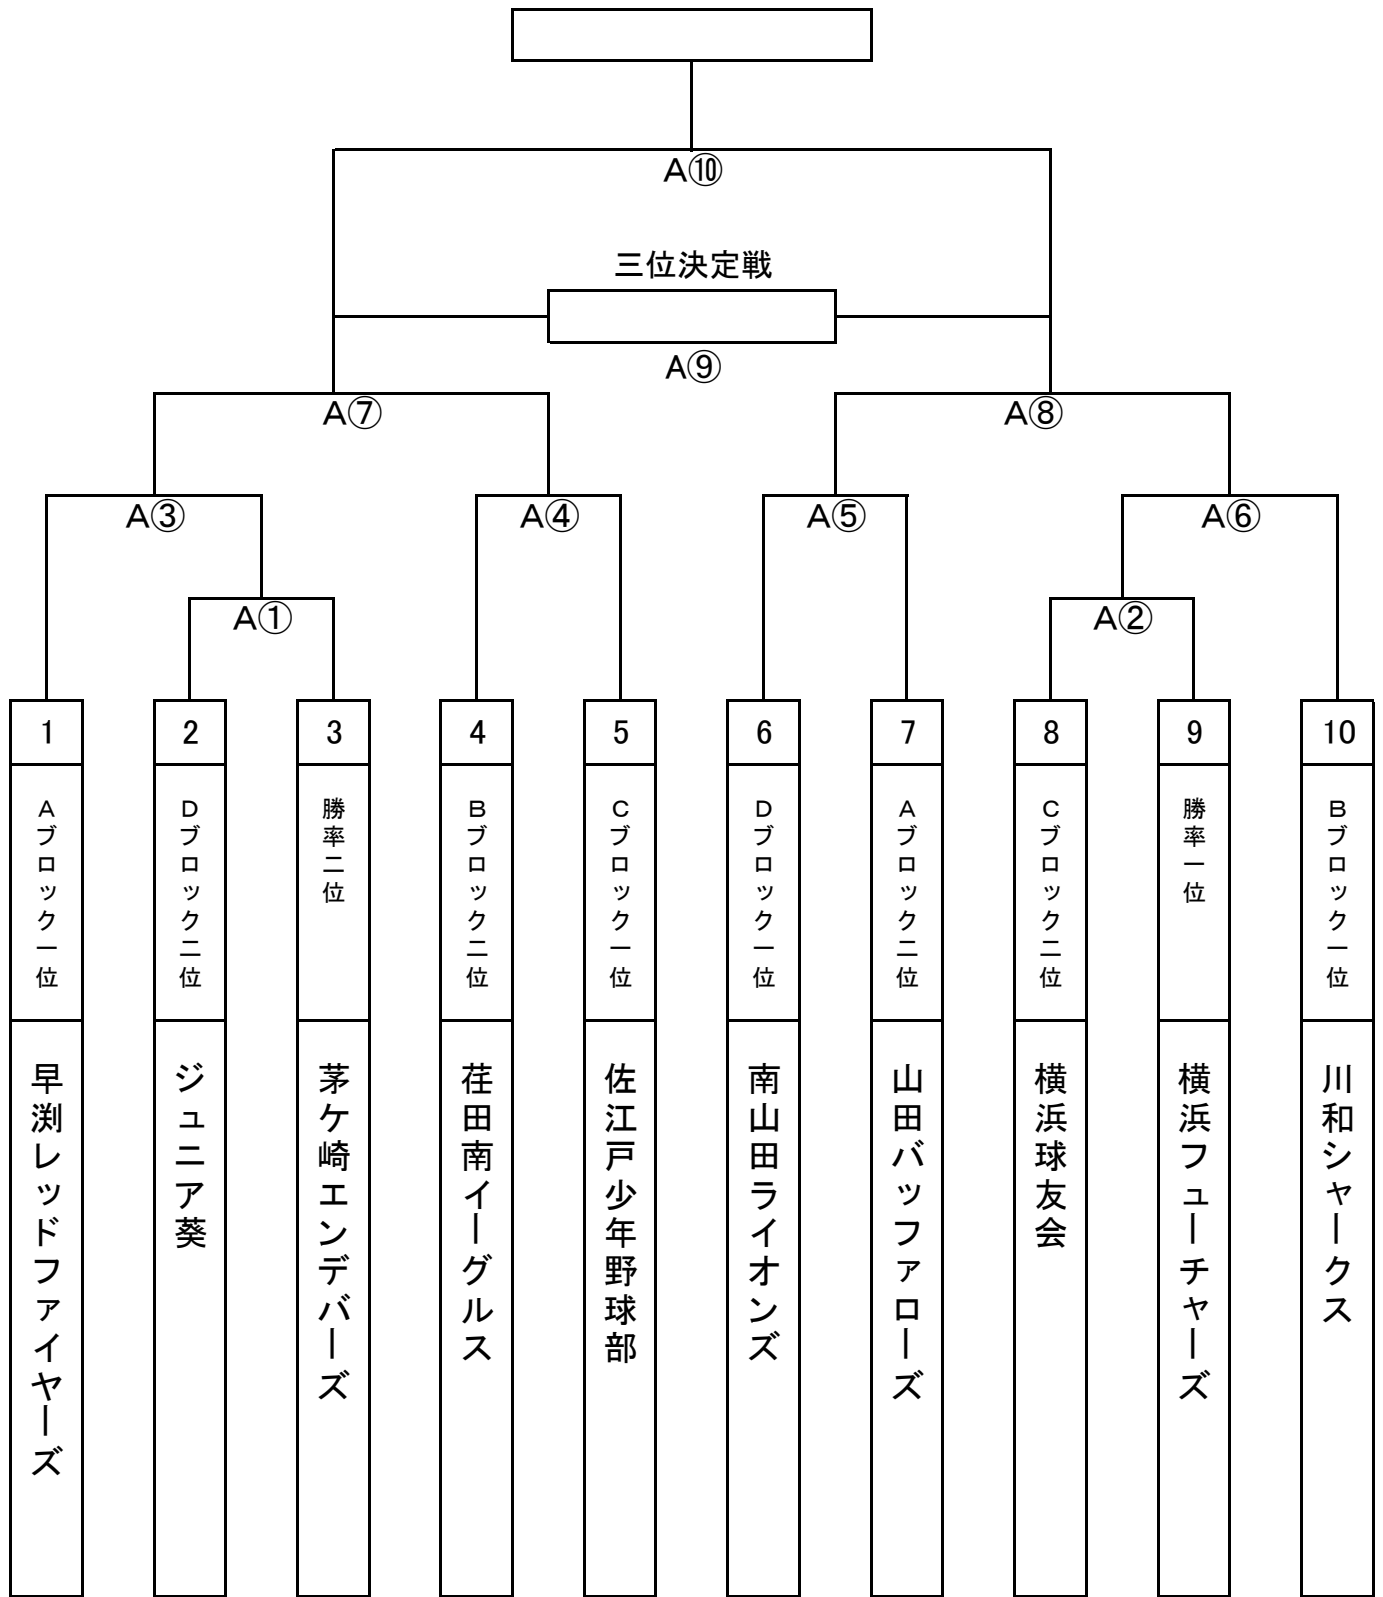 A⑩
三位決定戦
A⑨
A⑦
A⑧
A③
A④
A⑤
A⑥
A①
A②
1
2
3
4
5
6
7
8
9
10
Aブロック一位
Dブロック二位
勝率二位
Bブロック二位
Cブロック一位
Dブロック一位
Aブロック二位
Cブロック二位
勝率一位
Bブロック一位
早渕レッドファイヤーズ
ジュニア葵
茅ケ崎エンデバーズ
荏田南イーグルス
佐江戸少年野球部
南山田ライオンズ
山田バッファローズ
横浜球友会
横浜フューチャーズ
川和シャークス